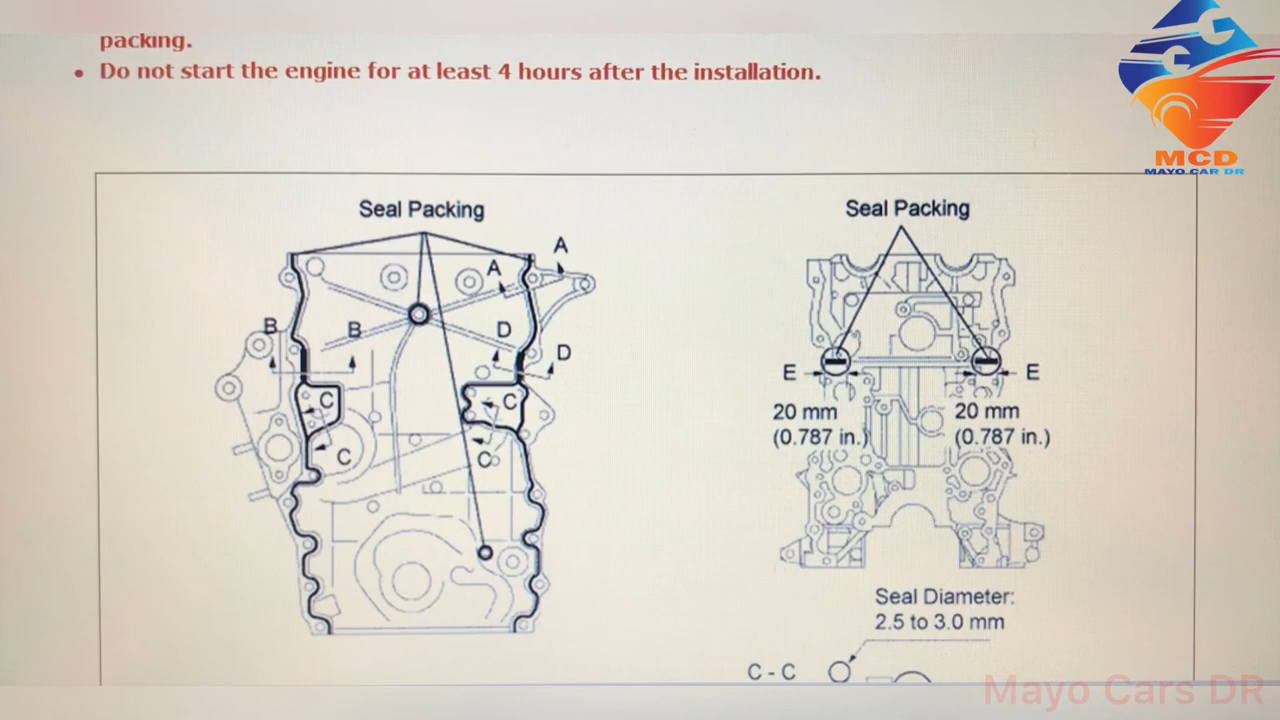 packing.
• Do not start the engine for at least 4 hours after the installation.
MCD
MAYO CAR DR
Seal Packing
Seal Packing
A
A
B
B
D
D
C
C
C
C
E
E
20 mm
(0.787 in.)
20 mm
(0.787 in.)
Seal Diameter:
2.5 to 3.0 mm
C - C
Mayo Cars DR